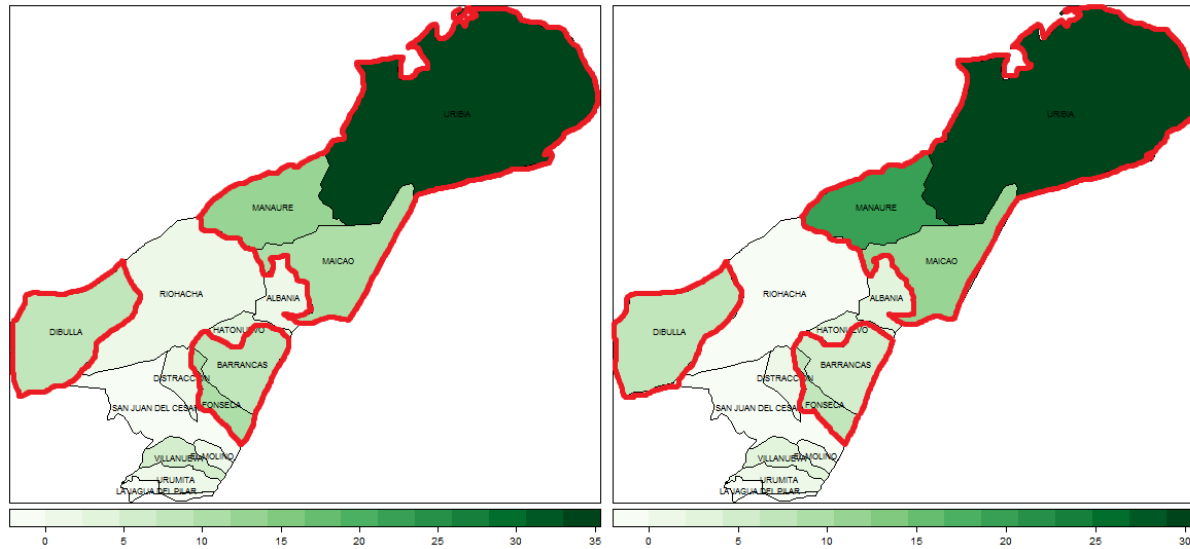 URIBIA
MANAURE
MAICAO
RIOHACHA
ALBANIA
DIBULLA
HATONUEVO
BARRANCAS
DISTRACCION
FONSECA
SAN JUAN DEL CESAR
VILLANUEVA
EL MOLINO
URUMITA
LA JAGUA DEL PILAR
0 5 10 15 20 25 30 35
URIBIA
MANAURE
MAICAO
RIOHACHA
ALBANIA
DIBULLA
HATONUEVO
BARRANCAS
DISTRACCION
FONSECA
SAN JUAN DEL CESAR
VILLANUEVA
EL MOLINO
URUMITA
LA JAGUA DEL PILAR
0 5 10 15 20 25 30